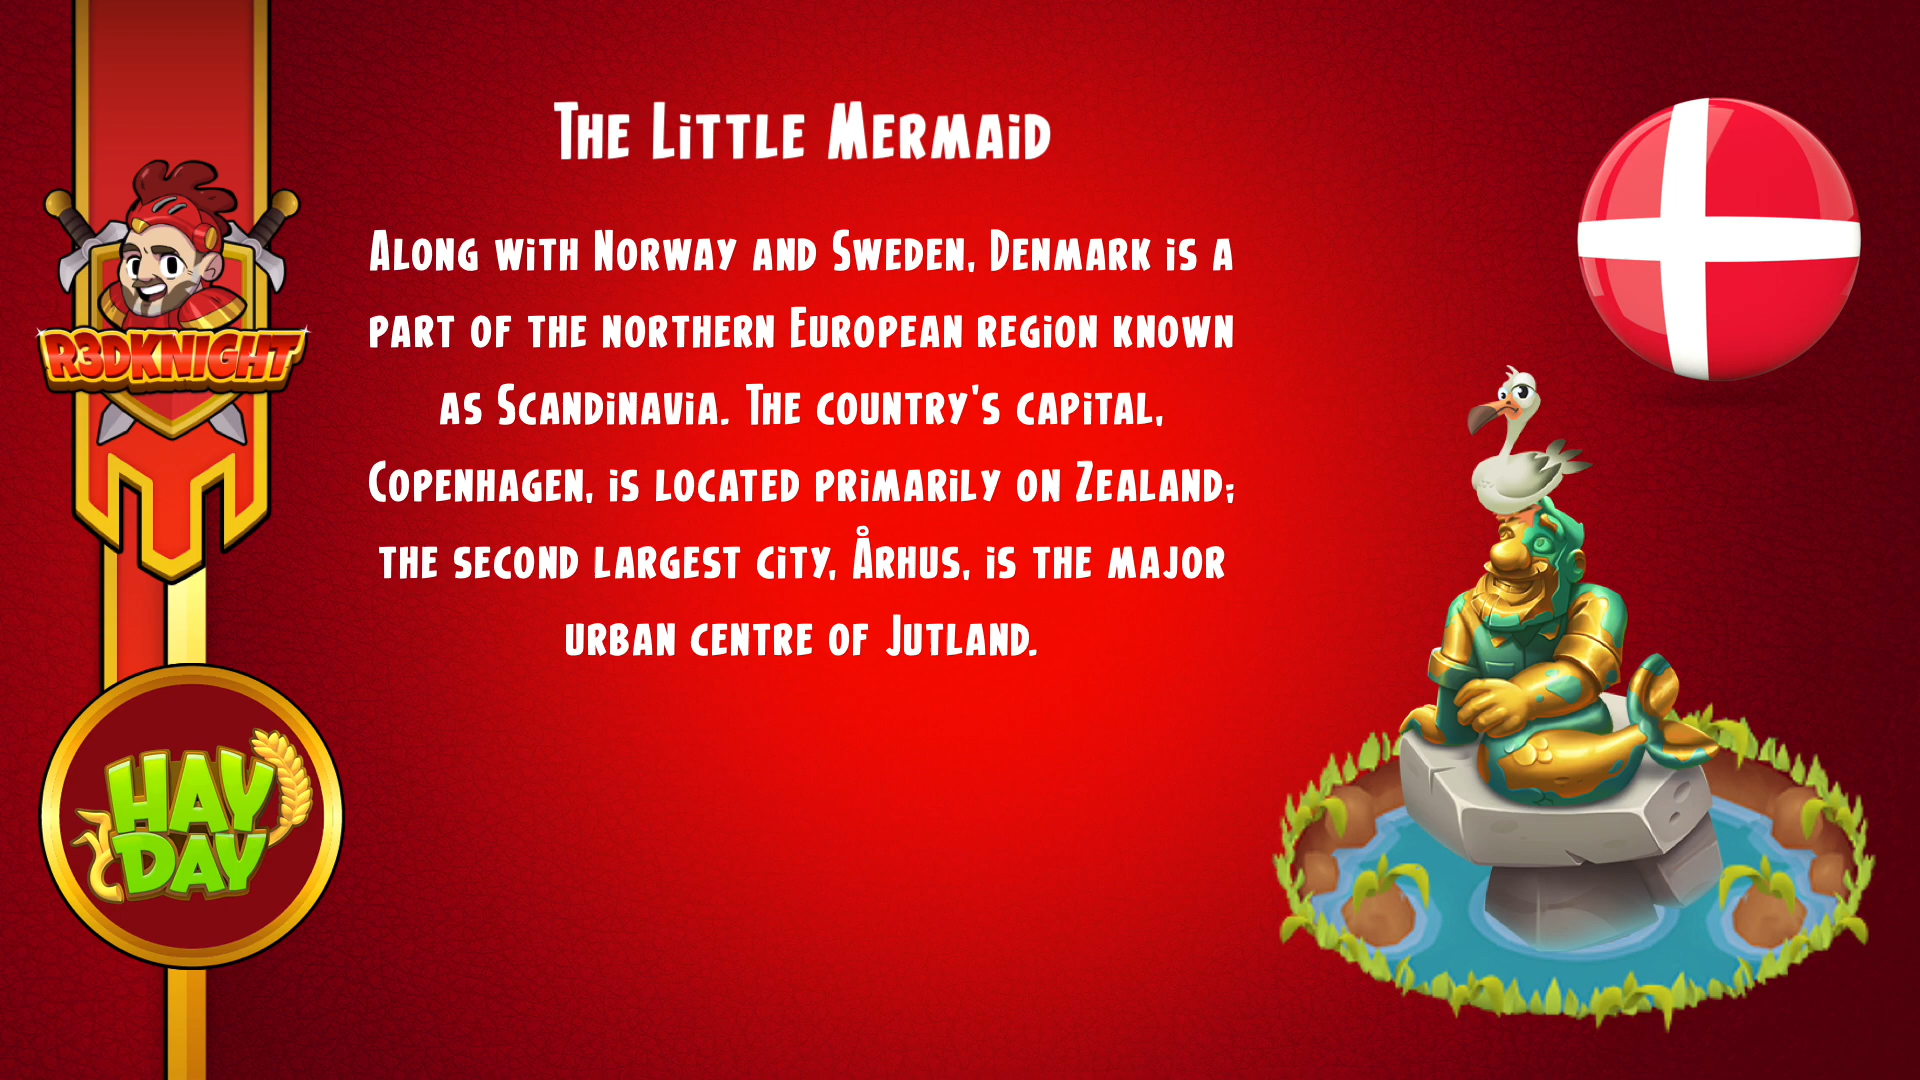 The Little Mermaid
Along with Norway and Sweden, Denmark is a
part of the northern European region known
as Scandinavia. The country's capital,
Copenhagen, is located primarily on Zealand;
the second largest city, Århus, is the major
urban centre of Jutland.
R3DKNIGHT
HAY
DAY